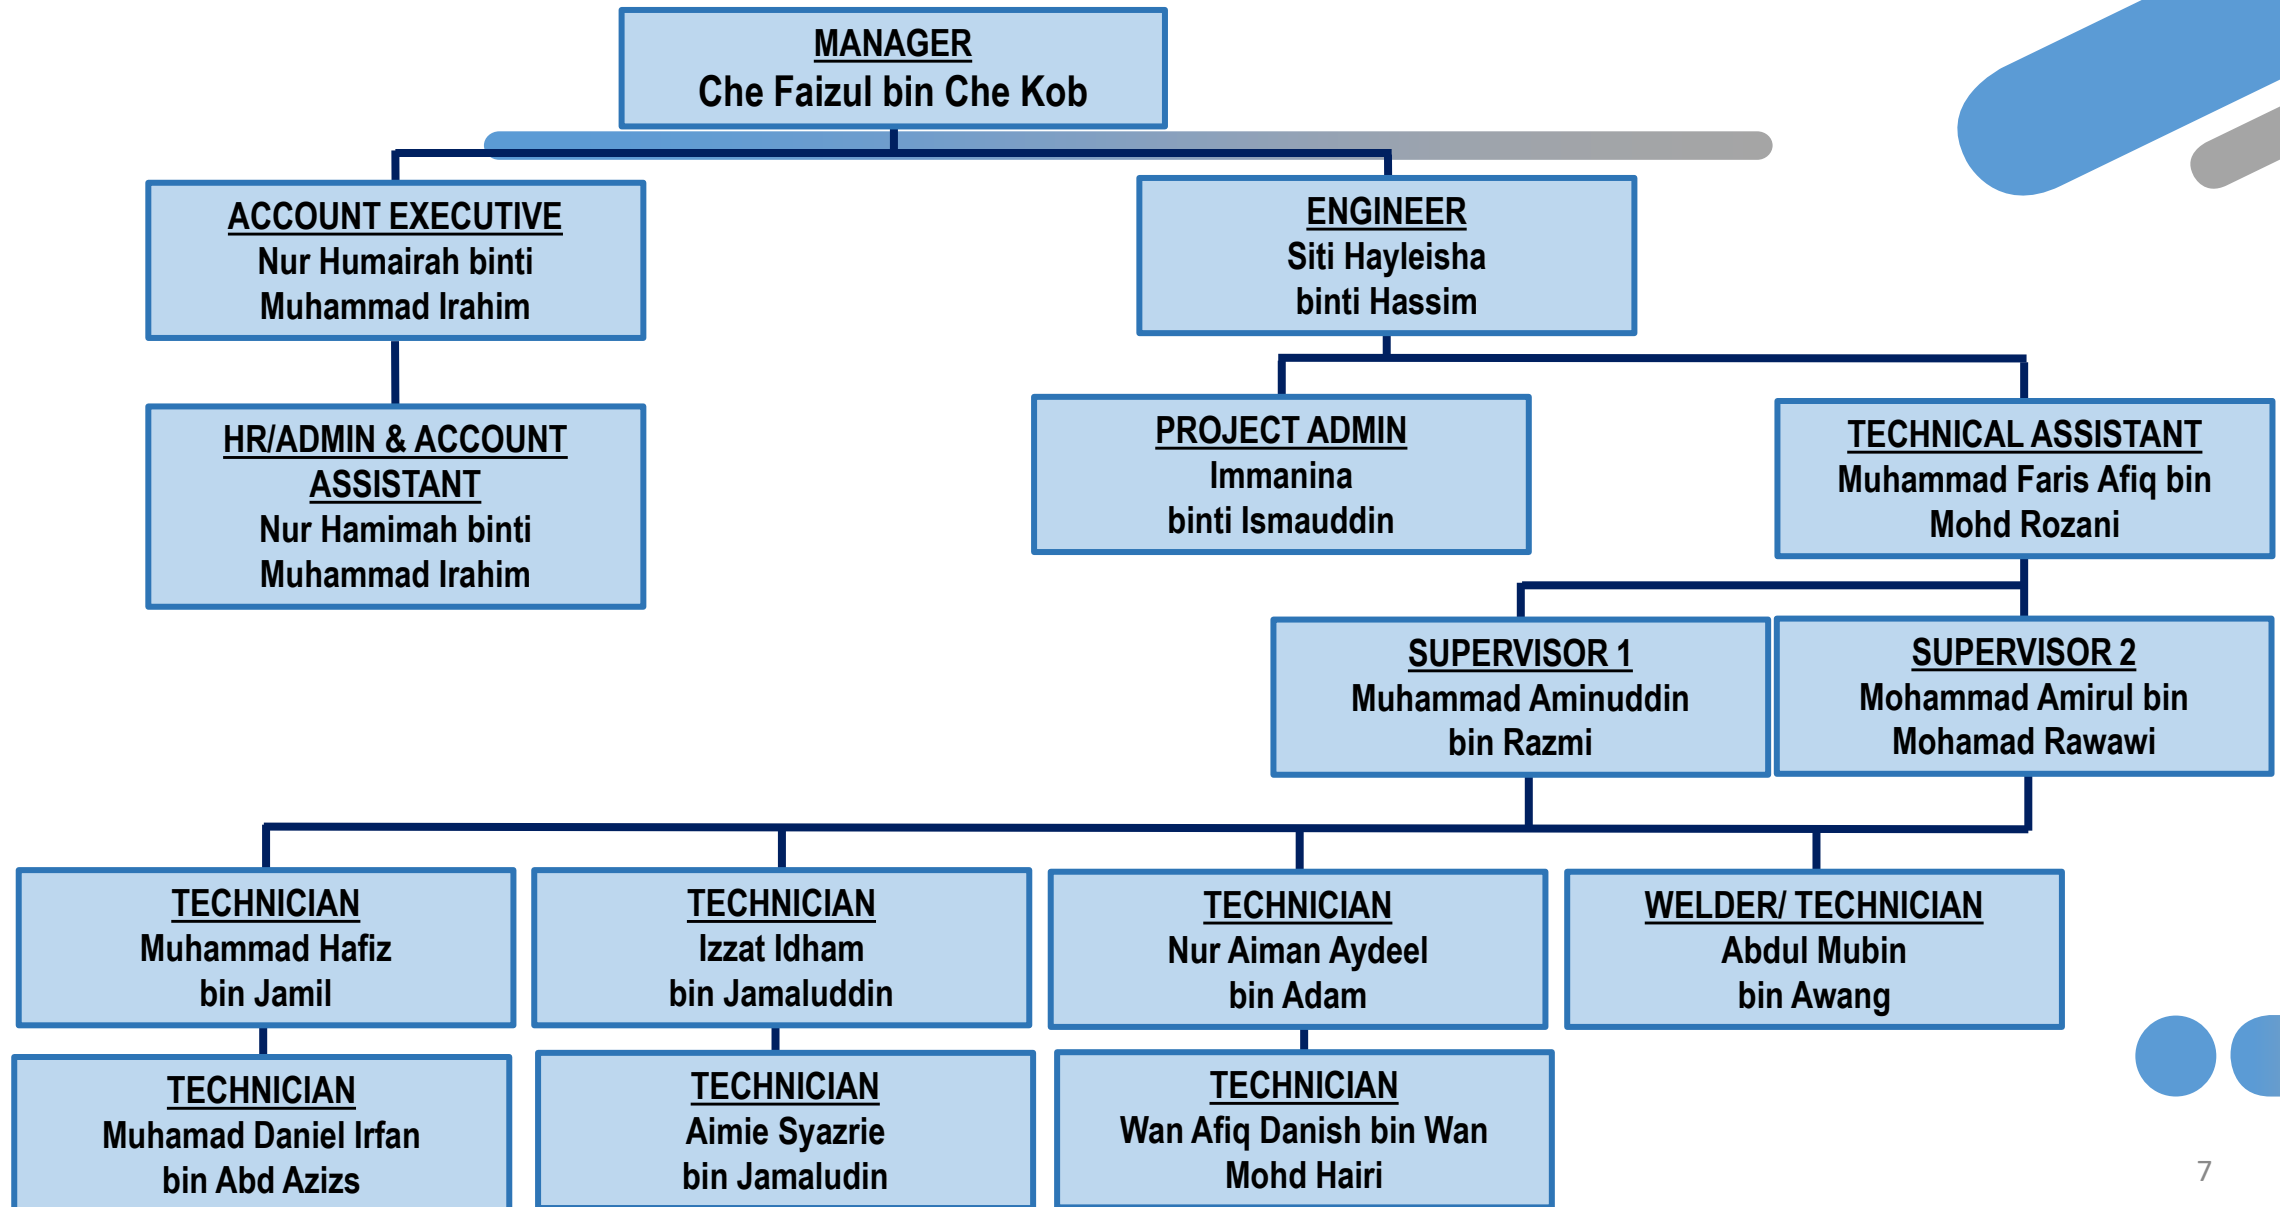 MANAGER
Che Faizul bin Che Kob
ACCOUNT EXECUTIVE
Nur Humairah binti
Muhammad Irahim
ENGINEER
Siti Hayleisha
binti Hassim
HR/ADMIN & ACCOUNT
ASSISTANT
Nur Hamimah binti
Muhammad Irahim
PROJECT ADMIN
Immanina
binti Ismauddin
TECHNICAL ASSISTANT
Muhammad Faris Afiq bin
Mohd Rozani
SUPERVISOR 1
Muhammad Aminuddin
bin Razmi
SUPERVISOR 2
Mohammad Amirul bin
Mohamad Rawawi
TECHNICIAN
Muhammad Hafiz
bin Jamil
TECHNICIAN
Izzat Idham
bin Jamaluddin
TECHNICIAN
Nur Aiman Aydeel
bin Adam
WELDER/ TECHNICIAN
Abdul Mubin
bin Awang
TECHNICIAN
Muhamad Daniel Irfan
bin Abd Azizs
TECHNICIAN
Aimie Syazrie
bin Jamaludin
TECHNICIAN
Wan Afiq Danish bin Wan
Mohd Hairi
7